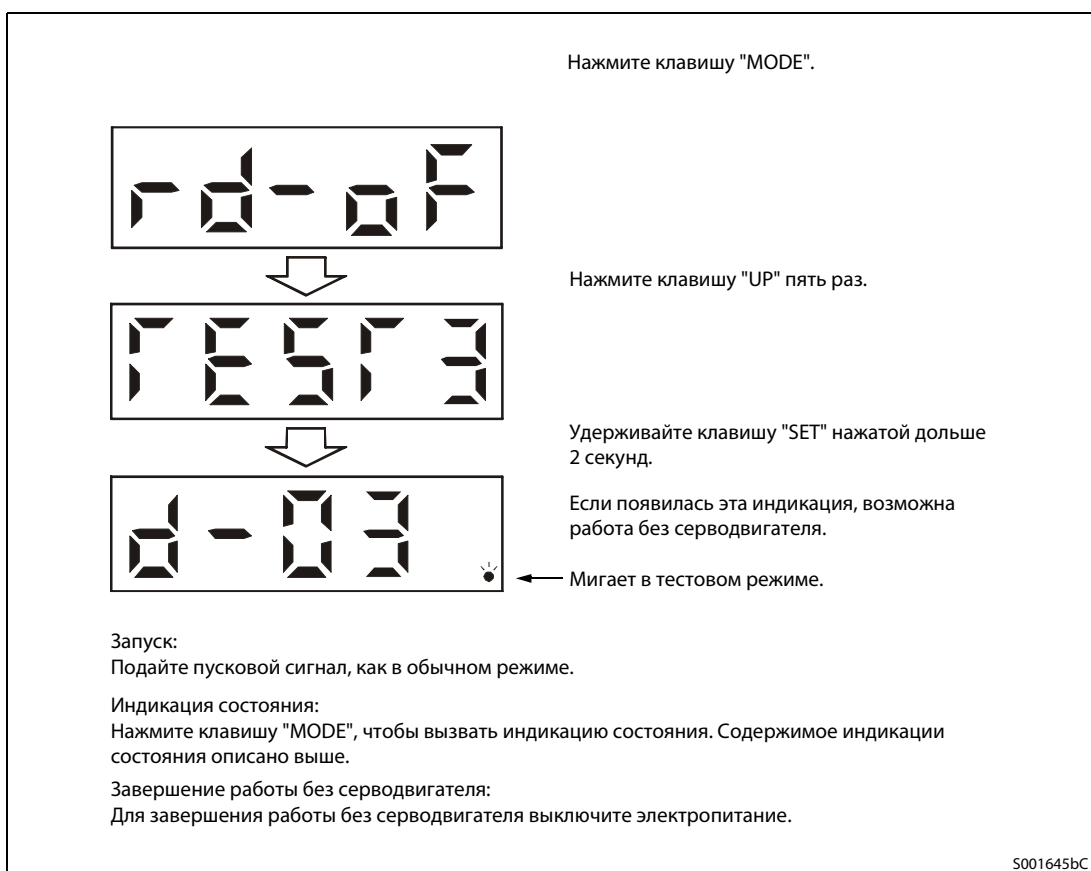 Нажмите клавишу "MODE".
rd-oF
Нажмите клавишу "UP" пять раз.
TEST3
Удерживайте клавишу "SET" нажатой дольше
2 секунд.
d-03
Если появилась эта индикация, возможна
работа без серводвигателя.
Мигает в тестовом режиме.
Запуск:
Подайте пусковой сигнал, как в обычном режиме.
Индикация состояния:
Нажмите клавишу "MODE", чтобы вызвать индикацию состояния. Содержимое индикации
состояния описано выше.
Завершение работы без серводвигателя:
Для завершения работы без серводвигателя выключите электропитание.
S001645bC